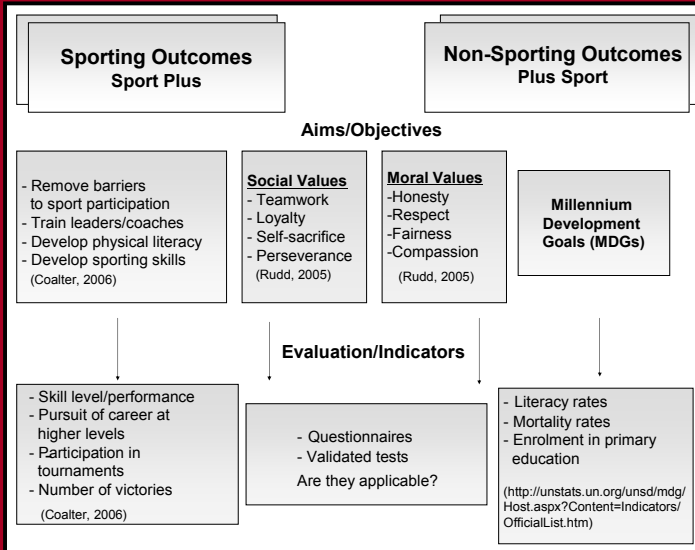 Sporting Outcomes
Sport Plus
Non-Sporting Outcomes
Plus Sport
Aims/Objectives
- Remove barriers
to sport participation
- Train leaders/coaches
- Develop physical literacy
- Develop sporting skills
(Coalter, 2006)
Social Values
- Teamwork
- Loyalty
- Self-sacrifice
- Perseverance
(Rudd, 2005)
Moral Values
-Honesty
- Respect
- Fairness
- Compassion
(Rudd, 2005)
Millennium
Development
Goals (MDGs)
Evaluation/Indicators
- Skill level/performance
- Pursuit of career at
higher levels
- Participation in
tournaments
- Number of victories
(Coalter, 2006)
- Questionnaires
- Validated tests
Are they applicable?
- Literacy rates
- Mortality rates
- Enrolment in primary
education
(http://unstats.un.org/unsd/mdg/
Host.aspx?Content=Indicators/
OfficialList.htm)